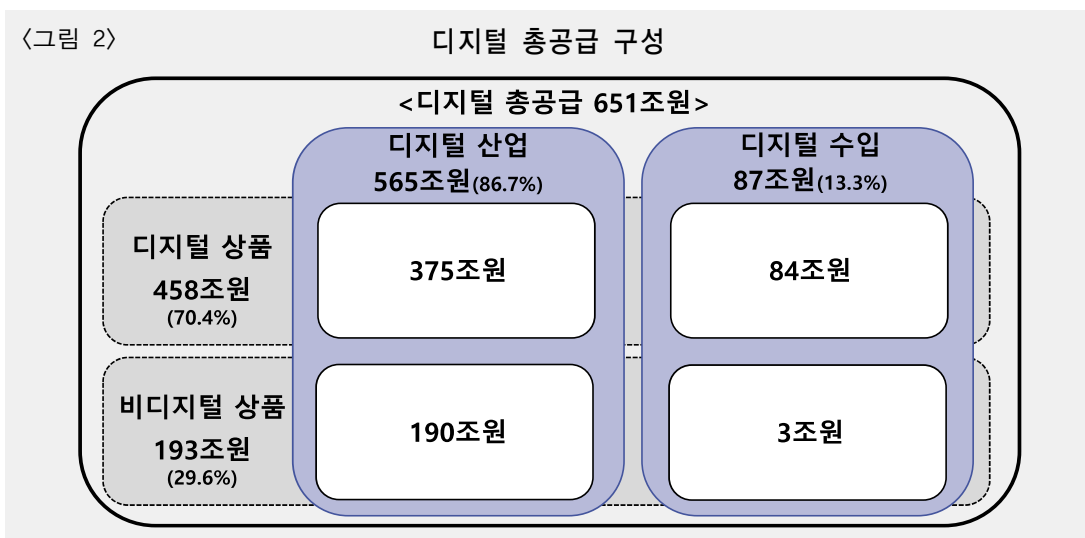 〈그림 2〉
디지털 총공급 구성
<디지털 총공급 651조원>
디지털 산업
565조원(86.7%)
디지털 수입
87조원(13.3%)
디지털 상품
458조원
(70.4%)
375조원
84조원
비디지털 상품
193조원
(29.6%)
190조원
3조원